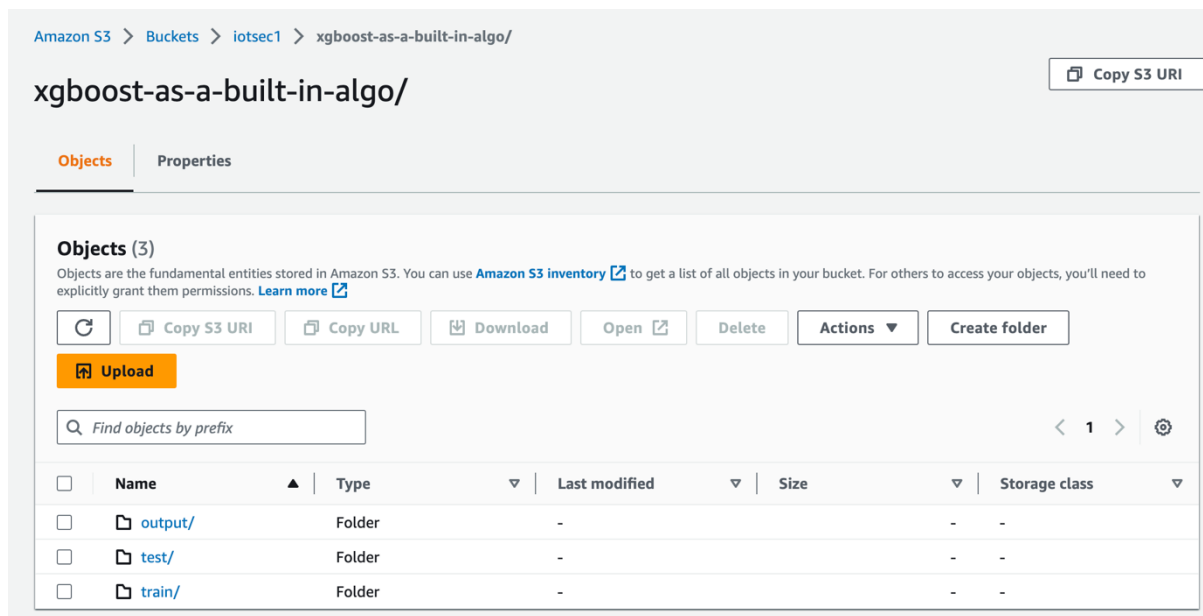 Amazon S3 > Buckets > iotsec1 > xgboost-as-a-built-in-algo/
xgboost-as-a-built-in-algo/
Copy S3 URI
Objects Properties
Objects (3)
Objects are the fundamental entities stored in Amazon S3. You can use Amazon S3 inventory to get a list of all objects in your bucket. For others to access your objects, you'll need to
explicitly grant them permissions. Learn more
Copy S3 URI Copy URL Download Open Delete Actions Create folder
Upload
Find objects by prefix
< 1 >
Name Type Last modified Size Storage class
output/ Folder - - -
test/ Folder - - -
train/ Folder - - -